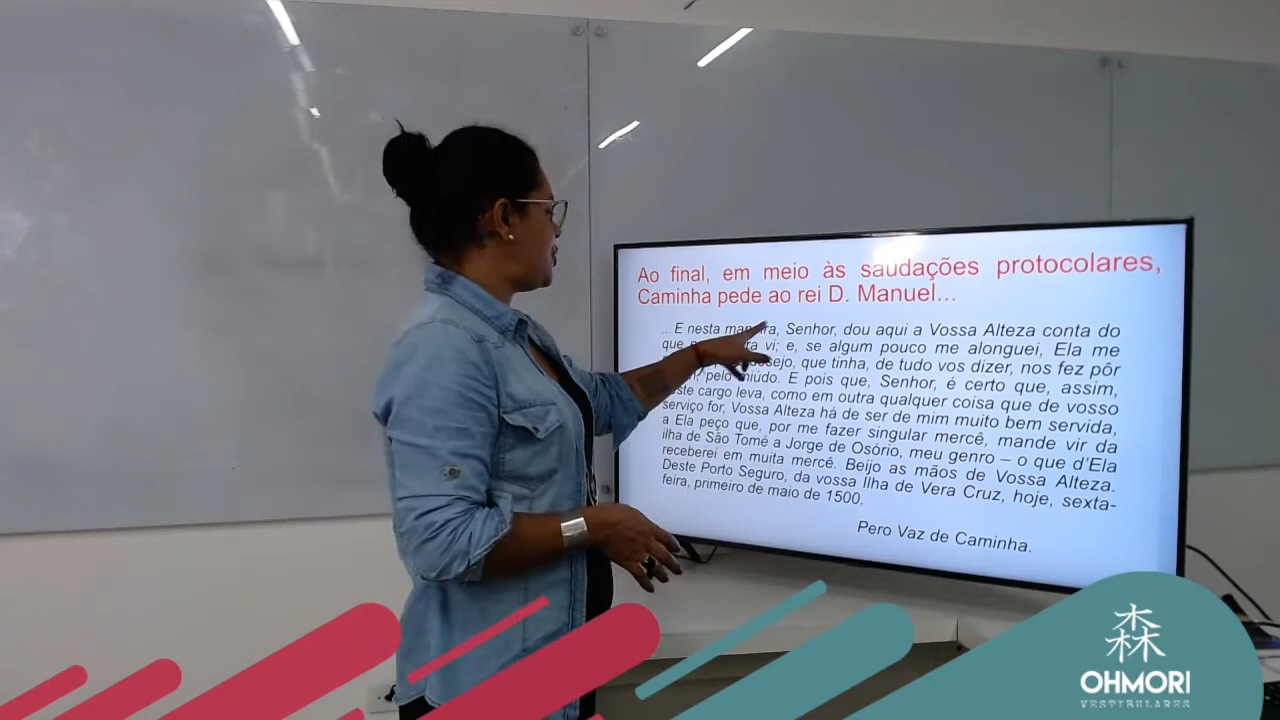 Ao final, em meio às saudações protocolares,
Caminha pede ao rei D. Manuel...
... E nesta maneira, Senhor, dou aqui a Vossa Alteza conta do
que vi; e, se algum pouco me alonguei, Ela me
desejo, que tinha, de tudo vos dizer, nos fez pôr
pelo miúdo. E pois que, Senhor, é certo que, assim,
neste cargo leva, como em outra qualquer coisa que de vosso
serviço for, Vossa Alteza há de ser de mim muito bem servida,
a Ela peço que, por me fazer singular mercê, mande vir da
ilha de São Tomé a Jorge de Osório, meu genro – o que d’Ela
receberei em muita mercê. Beijo as mãos de Vossa Alteza.
Deste Porto Seguro, da vossa Ilha de Vera Cruz, hoje, sexta-
feira, primeiro de maio de 1500.
Pero Vaz de Caminha.
森
OHMORI
VESTIBULARES